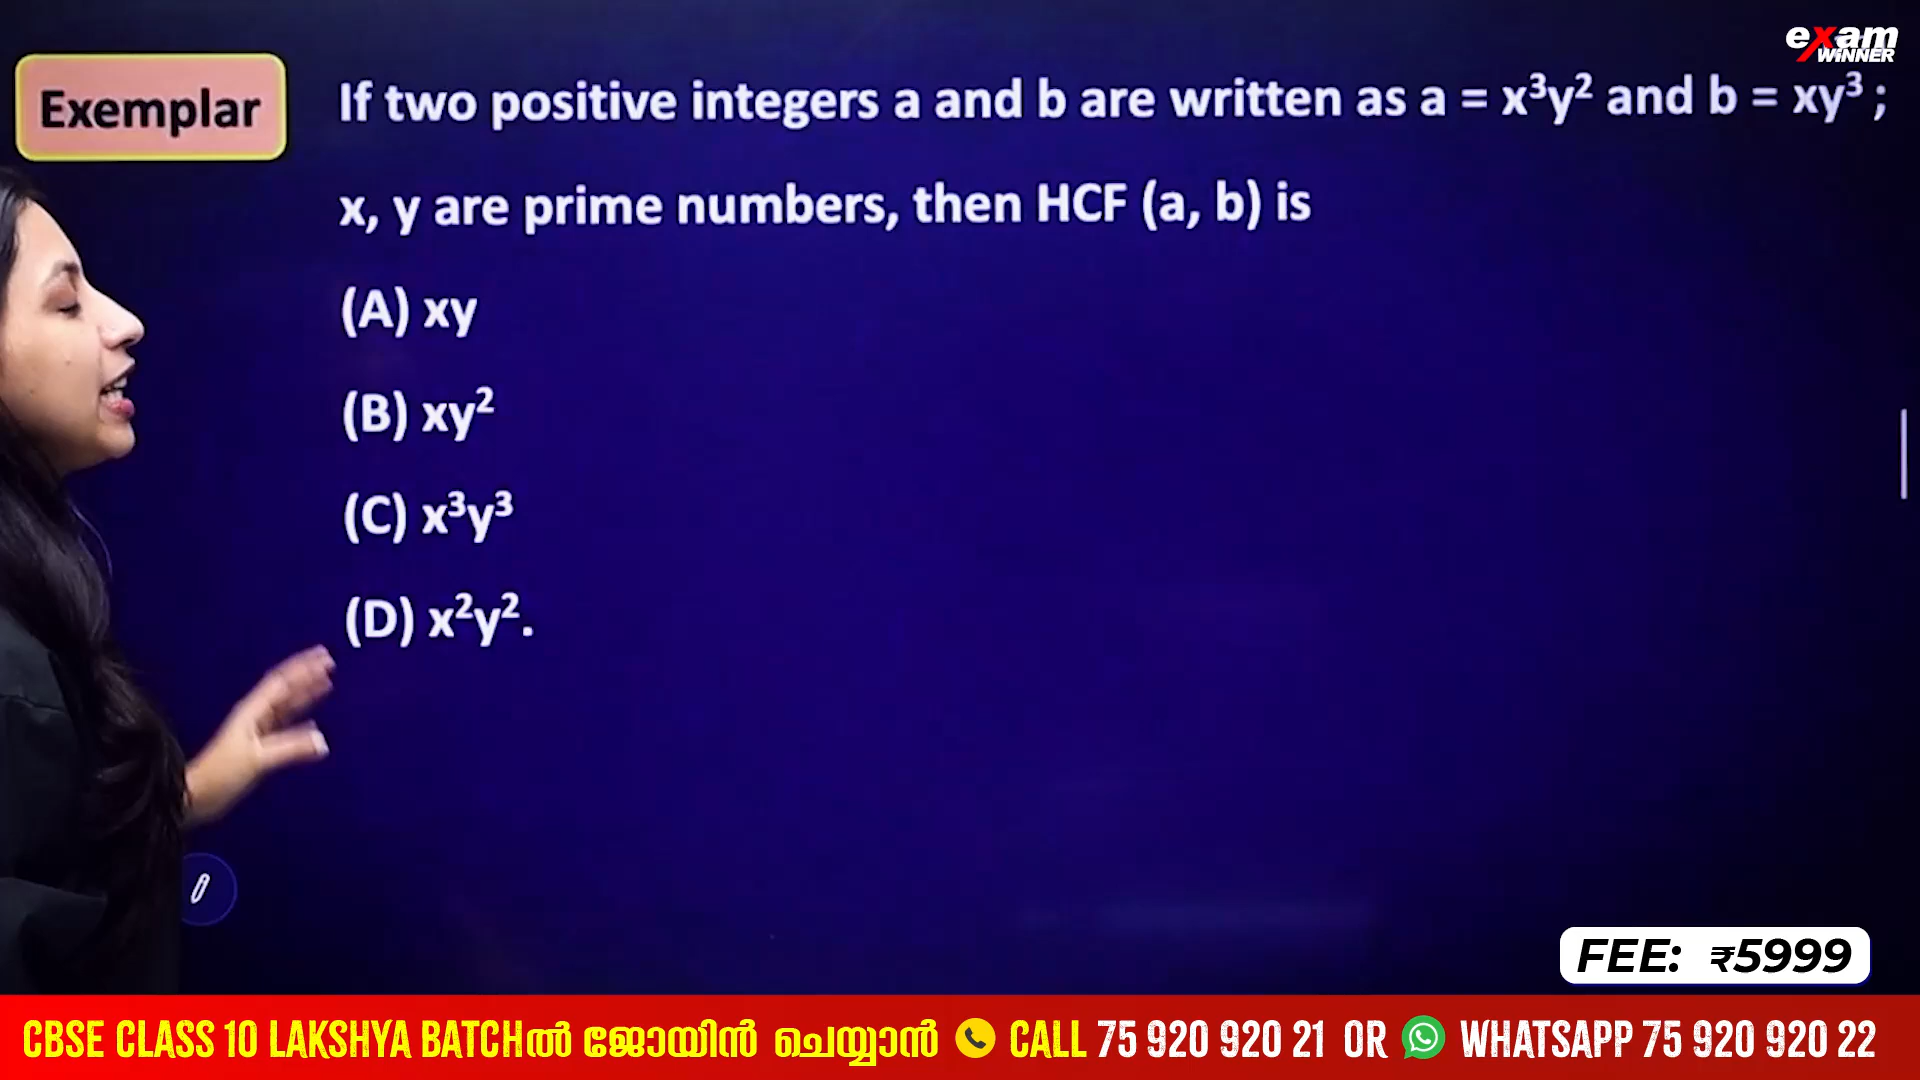 exam
WINNER
Exemplar
If two positive integers a and b are written as a = x³y² and b = xy³ ;
x, y are prime numbers, then HCF (a, b) is
(A) xy
(B) xy²
(C) x³y³
(D) x²y².
FEE: ₹5999
CBSE CLASS 10 LAKSHYA BATCHൽ ജോയിൻ ചെയ്യാൻ CALL 75 920 920 21 OR WHATSAPP 75 920 920 22